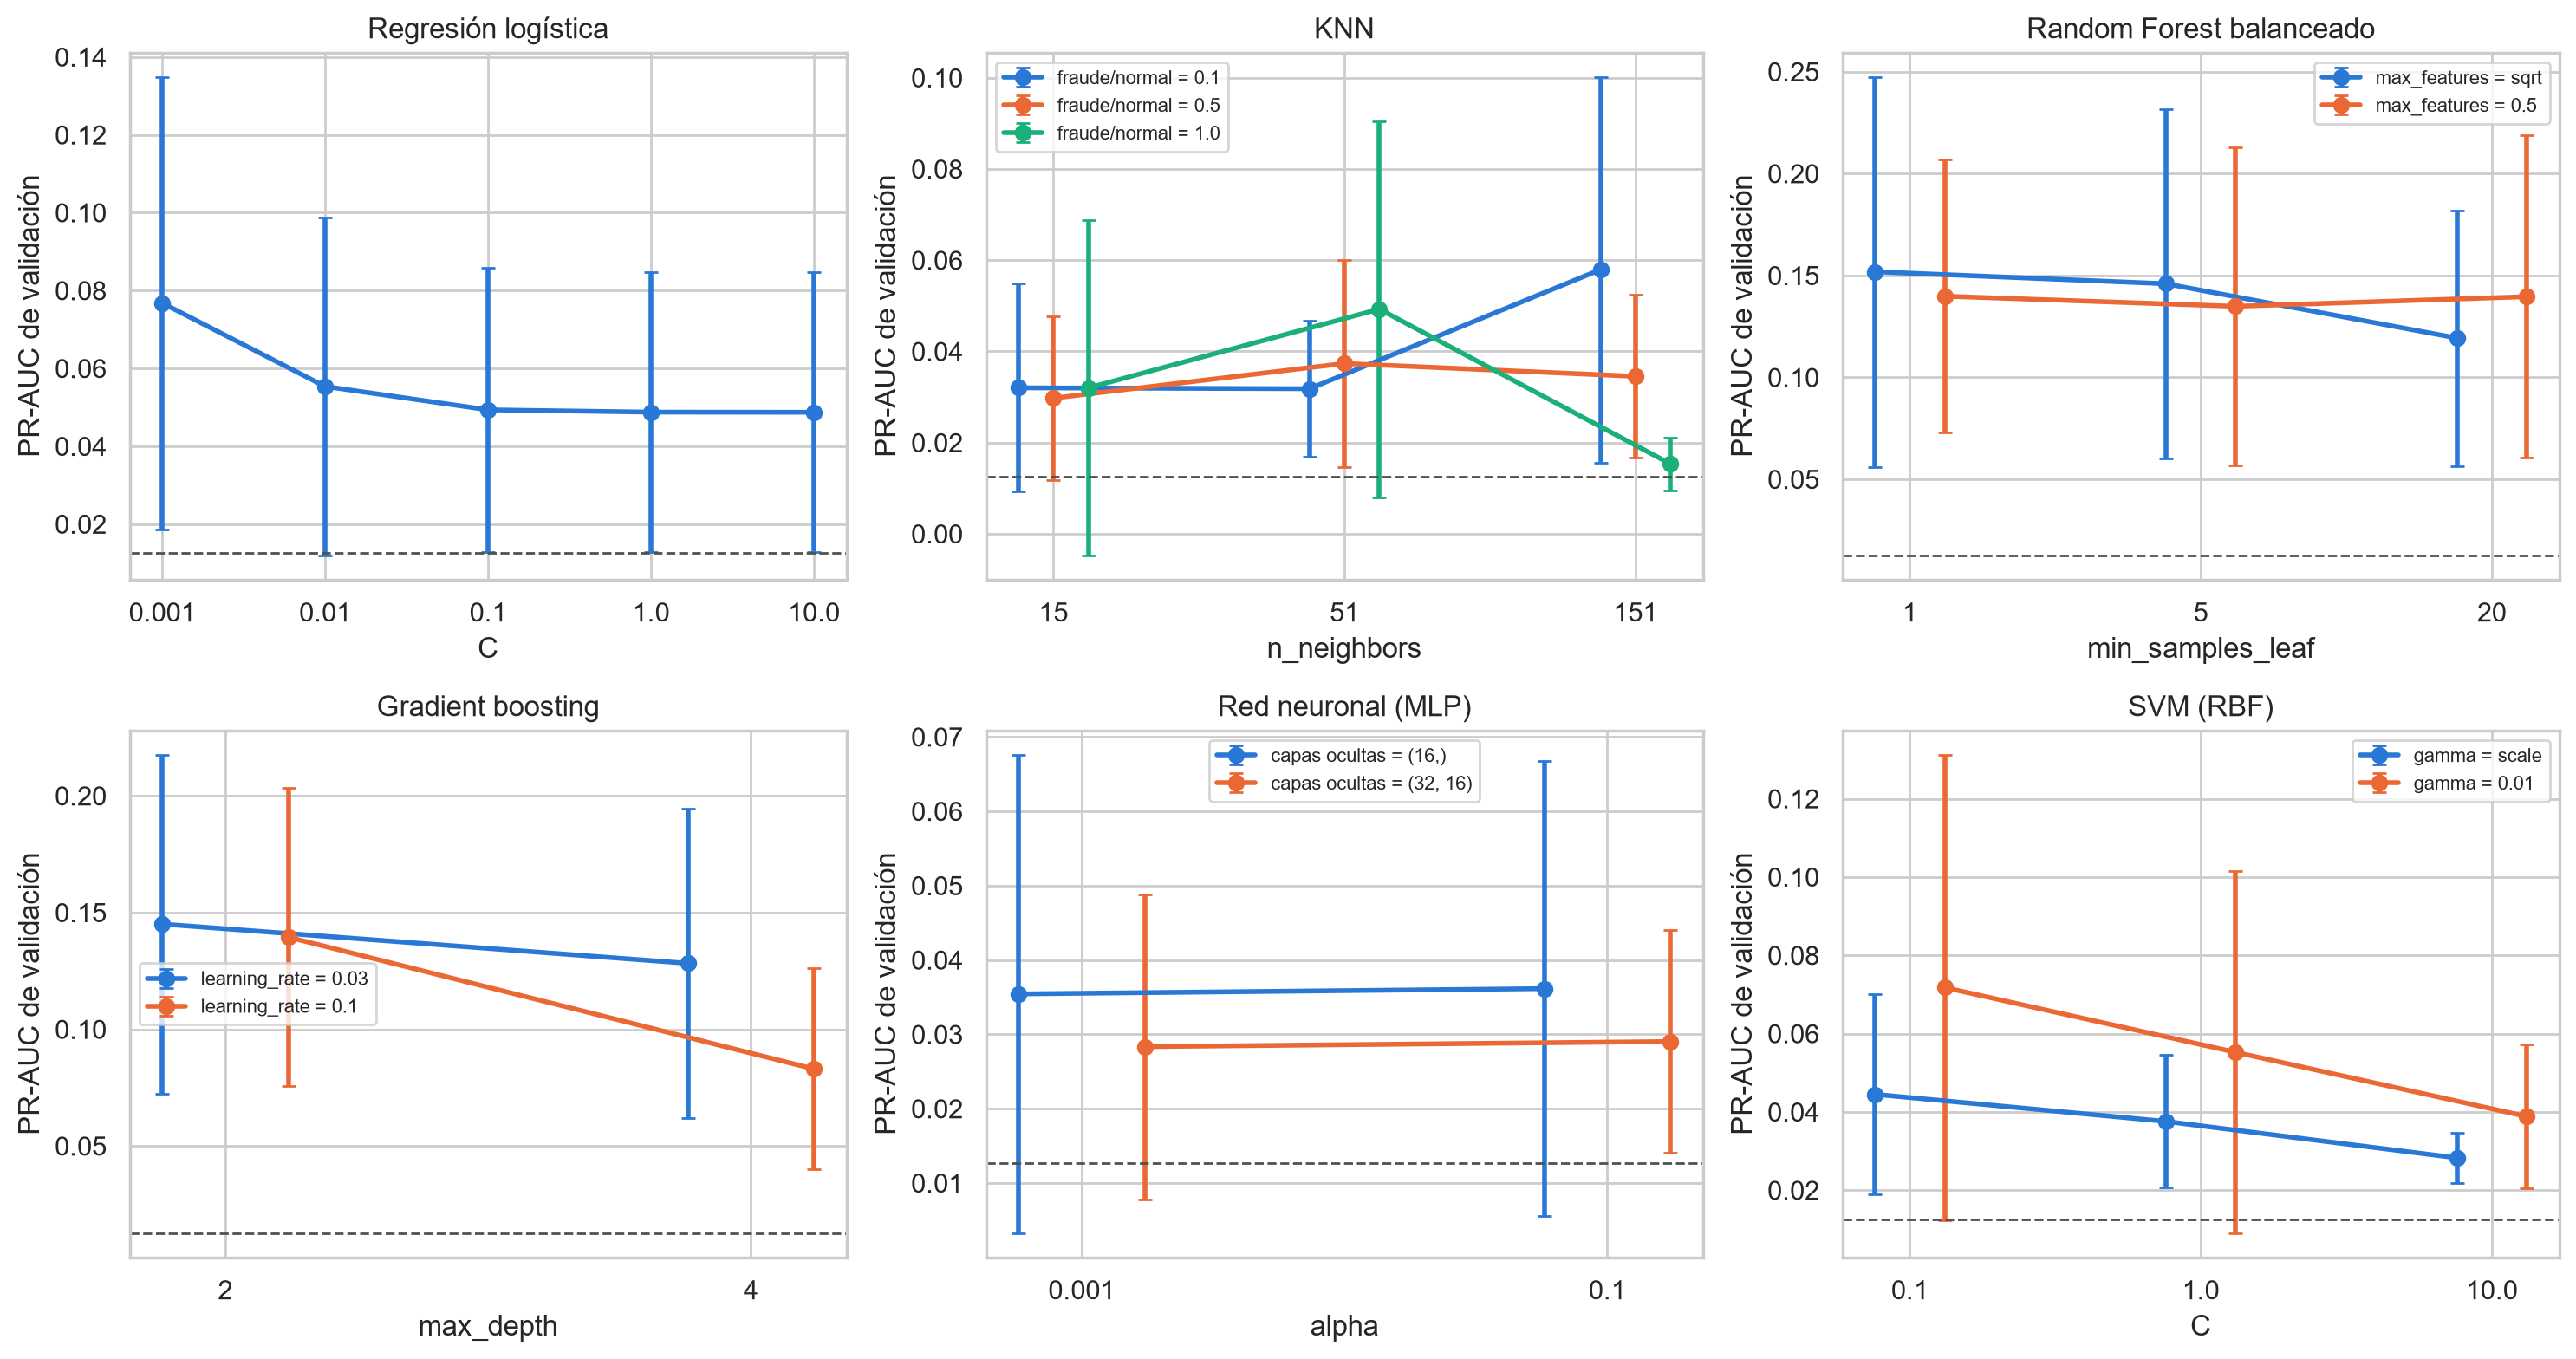 Regresión logística
PR-AUC de validación
0.14
0.12
0.10
0.08
0.06
0.04
0.02
0.001
0.01
0.1
1.0
10.0
C
KNN
PR-AUC de validación
fraude/normal = 0.1
fraude/normal = 0.5
fraude/normal = 1.0
0.10
0.08
0.06
0.04
0.02
0.00
15
51
151
n_neighbors
Random Forest balanceado
PR-AUC de validación
max_features = sqrt
max_features = 0.5
0.25
0.20
0.15
0.10
0.05
1
5
20
min_samples_leaf
Gradient boosting
PR-AUC de validación
learning_rate = 0.03
learning_rate = 0.1
0.20
0.15
0.10
0.05
2
4
max_depth
Red neuronal (MLP)
PR-AUC de validación
capas ocultas = (16,)
capas ocultas = (32, 16)
0.07
0.06
0.05
0.04
0.03
0.02
0.01
0.001
0.1
alpha
SVM (RBF)
PR-AUC de validación
gamma = scale
gamma = 0.01
0.12
0.10
0.08
0.06
0.04
0.02
0.1
1.0
10.0
C